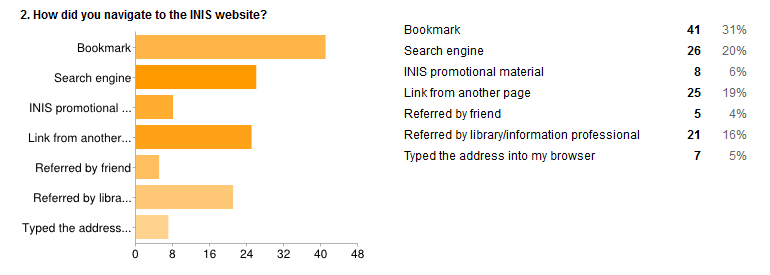 2. How did you navigate to the INIS website?
Bookmark
Search engine
INIS promotional ...
Link from another...
Referred by friend
Referred by libra...
Typed the address...
0 8 16 24 32 40 48
Bookmark 41 31%
Search engine 26 20%
INIS promotional material 8 6%
Link from another page 25 19%
Referred by friend 5 4%
Referred by library/information professional 21 16%
Typed the address into my browser 7 5%